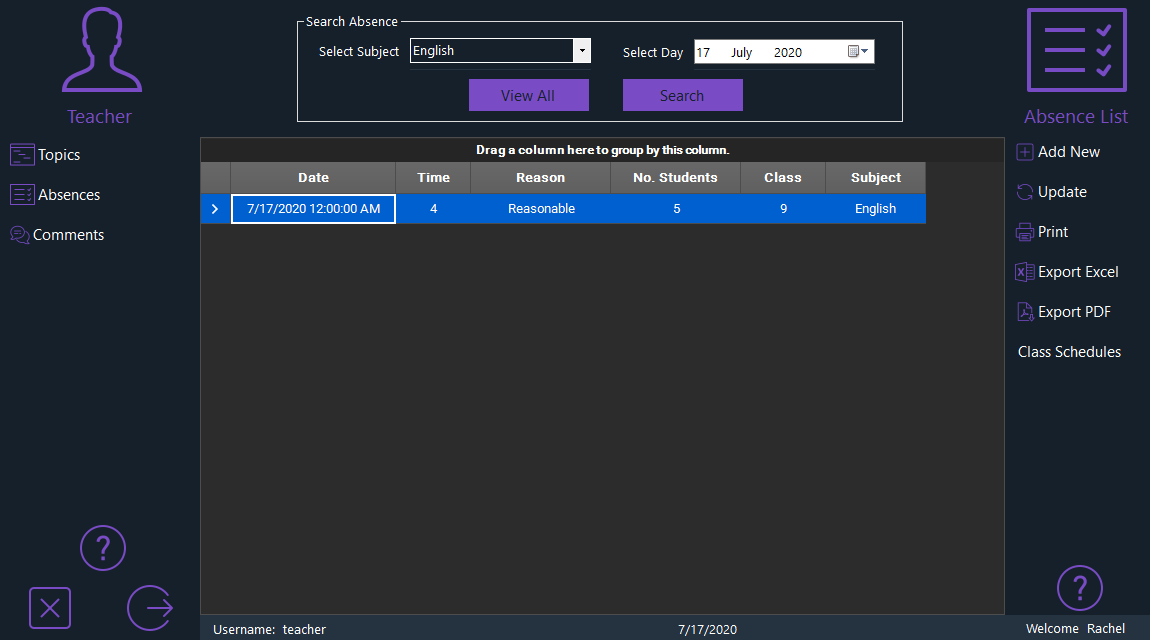 Search Absence
Select Subject English
Select Day 17 July 2020
View All Search
Teacher
Topics
Absences
Comments
Drag a column here to group by this column.
Date Time Reason No. Students Class Subject
7/17/2020 12:00:00 AM 4 Reasonable 5 9 English
Absence List
Add New
Update
Print
Export Excel
Export PDF
Class Schedules
?
?
Username: teacher 7/17/2020 Welcome Rachel